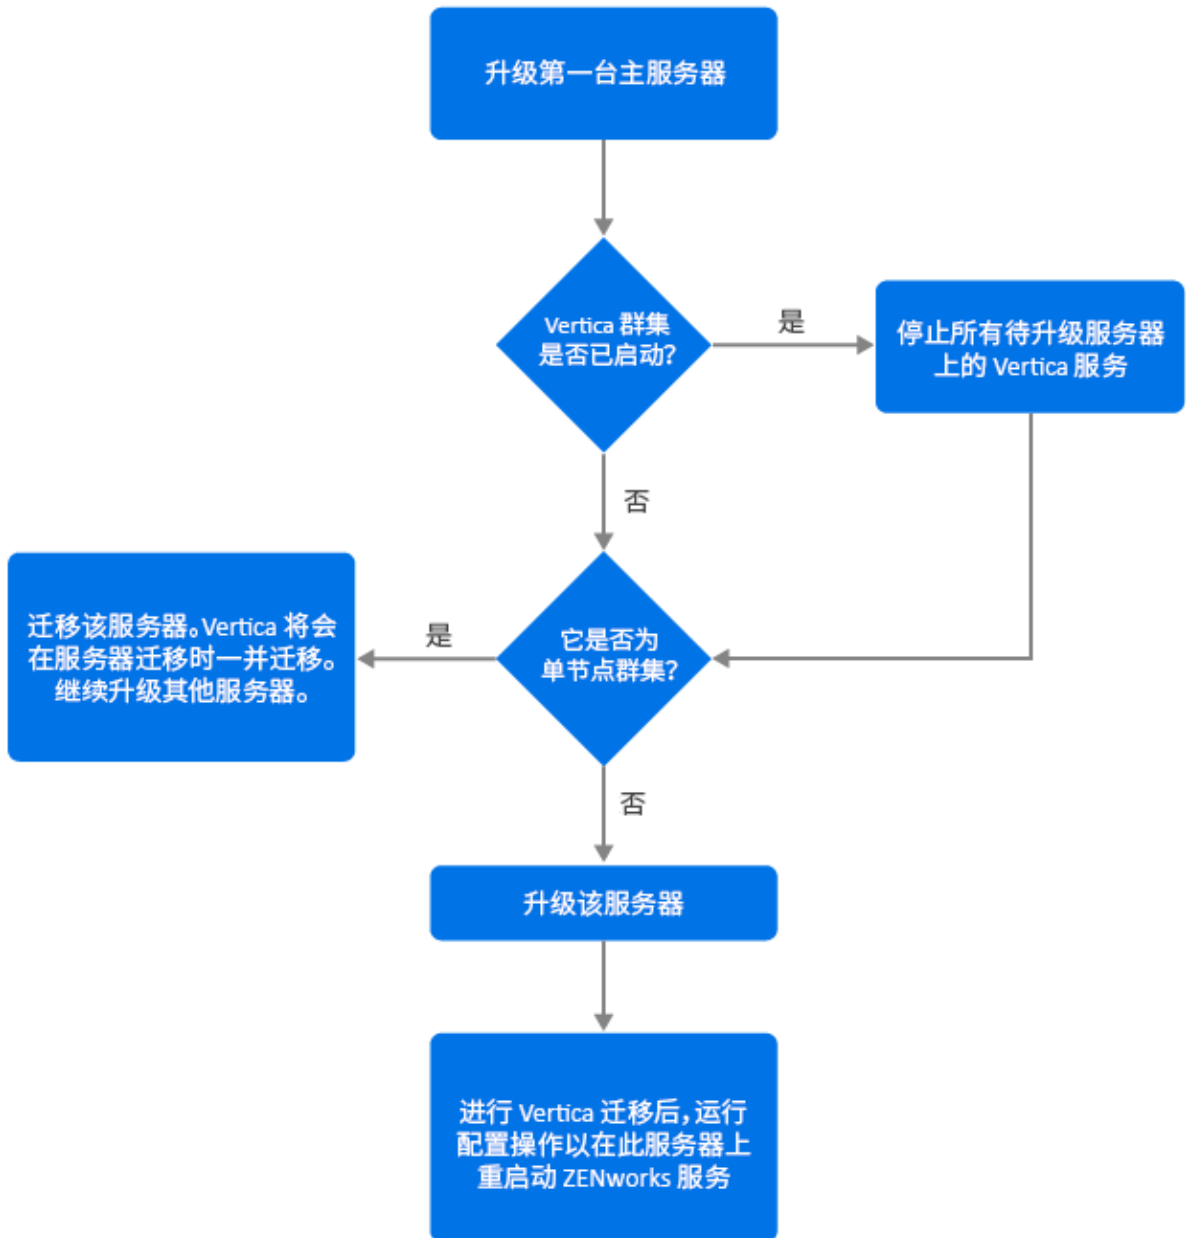 升级第一台主服务器
Vertica 群集
是否已启动?
是
停止所有待升级服务器
上的 Vertica 服务
否
迁移该服务器。Vertica 将会
在服务器迁移时一并迁移。
继续升级其他服务器。
是
它是否为
单节点群集?
否
升级该服务器
进行 Vertica 迁移后，运行
配置操作以在此服务器上
重启动 ZENworks 服务